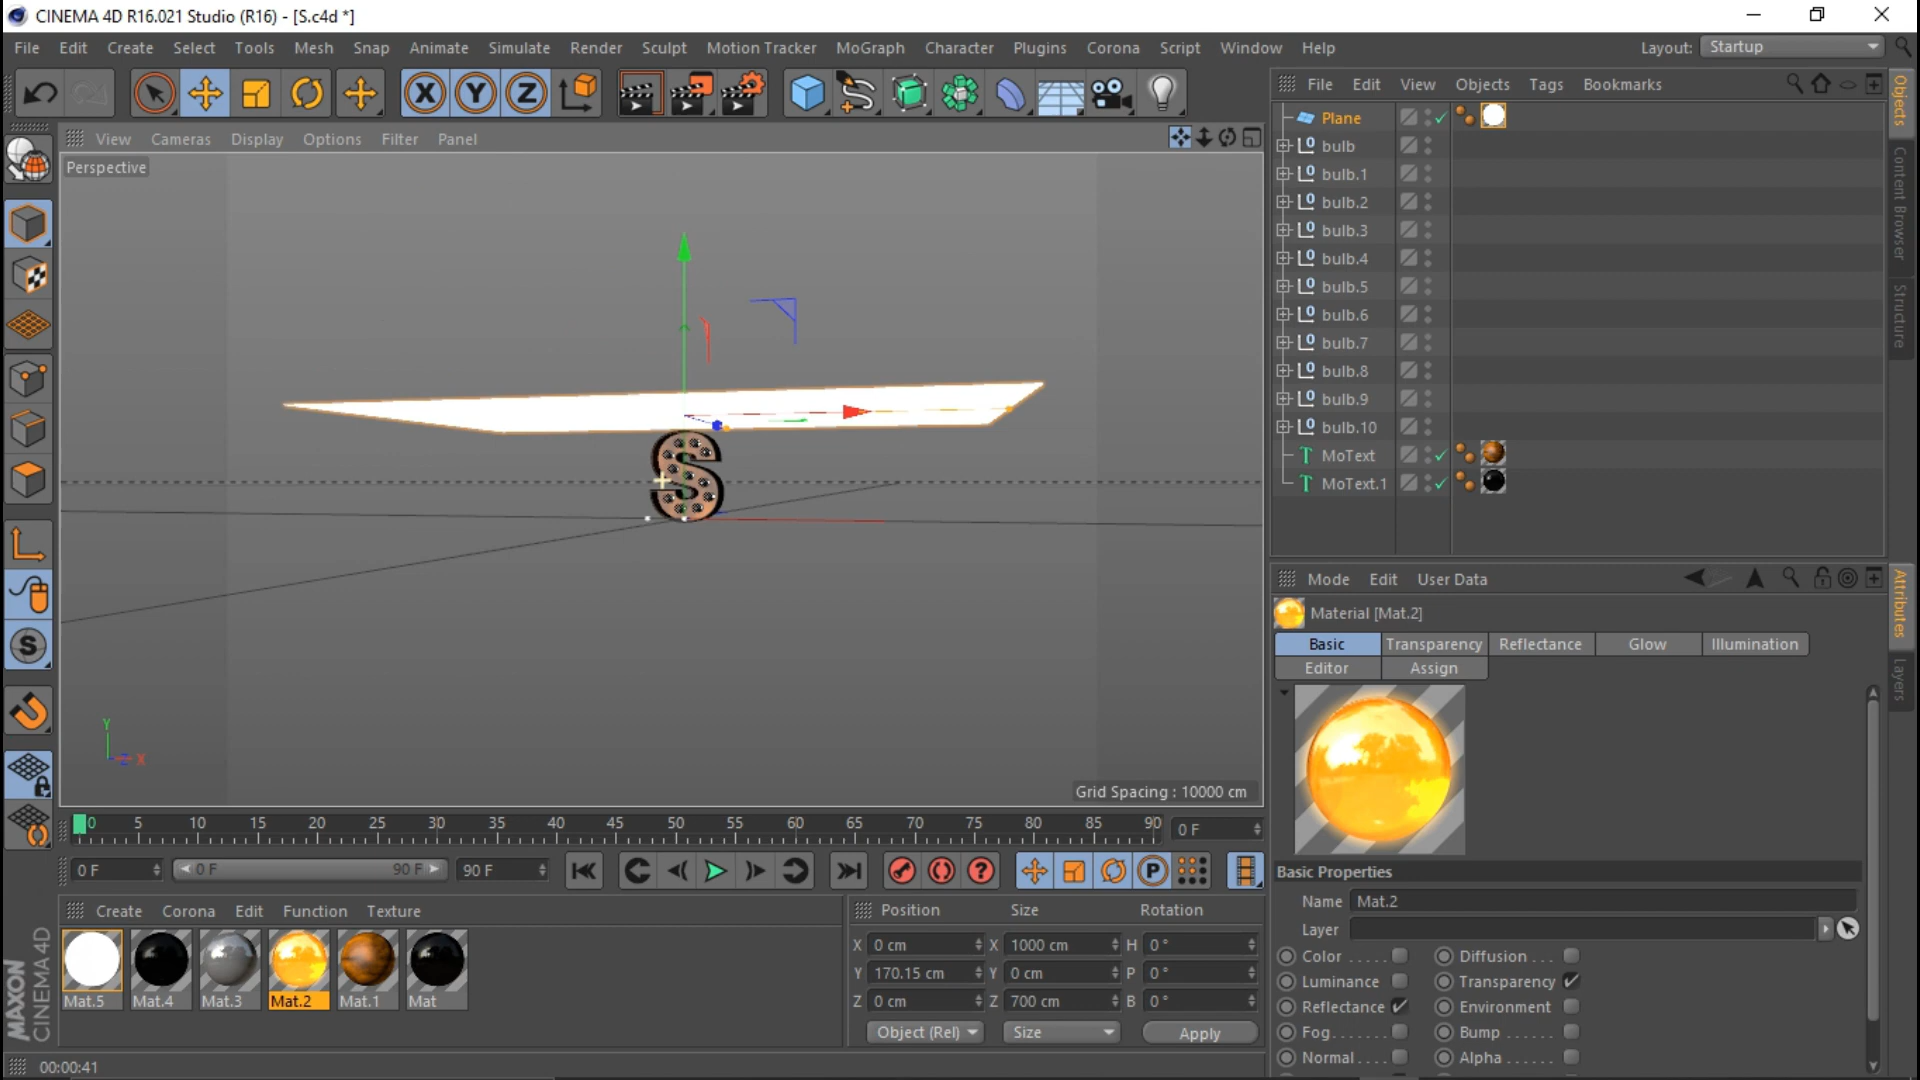 CINEMA 4D R16.021 Studio (R16) - [S.c4d *]
File Edit Create Select Tools Mesh Snap Animate Simulate Render Sculpt Motion Tracker MoGraph Character Plugins Corona Script Window Help Layout: Startup
X Y Z
File Edit View Objects Tags Bookmarks
Objects
Content Browser
Structure
View Cameras Display Options Filter Panel
Perspective
Plane
bulb
bulb.1
bulb.2
bulb.3
bulb.4
bulb.5
bulb.6
bulb.7
bulb.8
bulb.9
bulb.10
MoText
MoText.1
S
Y
Z X
Grid Spacing : 10000 cm
Mode Edit User Data
Attributes
Layers
Material [Mat.2]
Basic Transparency Reflectance Glow Illumination
Editor Assign
0 5 10 15 20 25 30 35 40 45 50 55 60 65 70 75 80 85 90 0 F
0 F 0 F 90 F 90 F
Create Corona Edit Function Texture
Mat.5 Mat.4 Mat.3 Mat.2 Mat.1 Mat
MAXON
CINEMA 4D
Position Size Rotation
X 0 cm X 1000 cm H 0 °
Y 170.15 cm Y 0 cm P 0 °
Z 0 cm Z 700 cm B 0 °
Object (Rel) Size Apply
Basic Properties
Name Mat.2
Layer
Color ..... Diffusion ...
Luminance Transparency
Reflectance Environment
Fog....... Bump ......
Normal .... Alpha ......
00:00:41